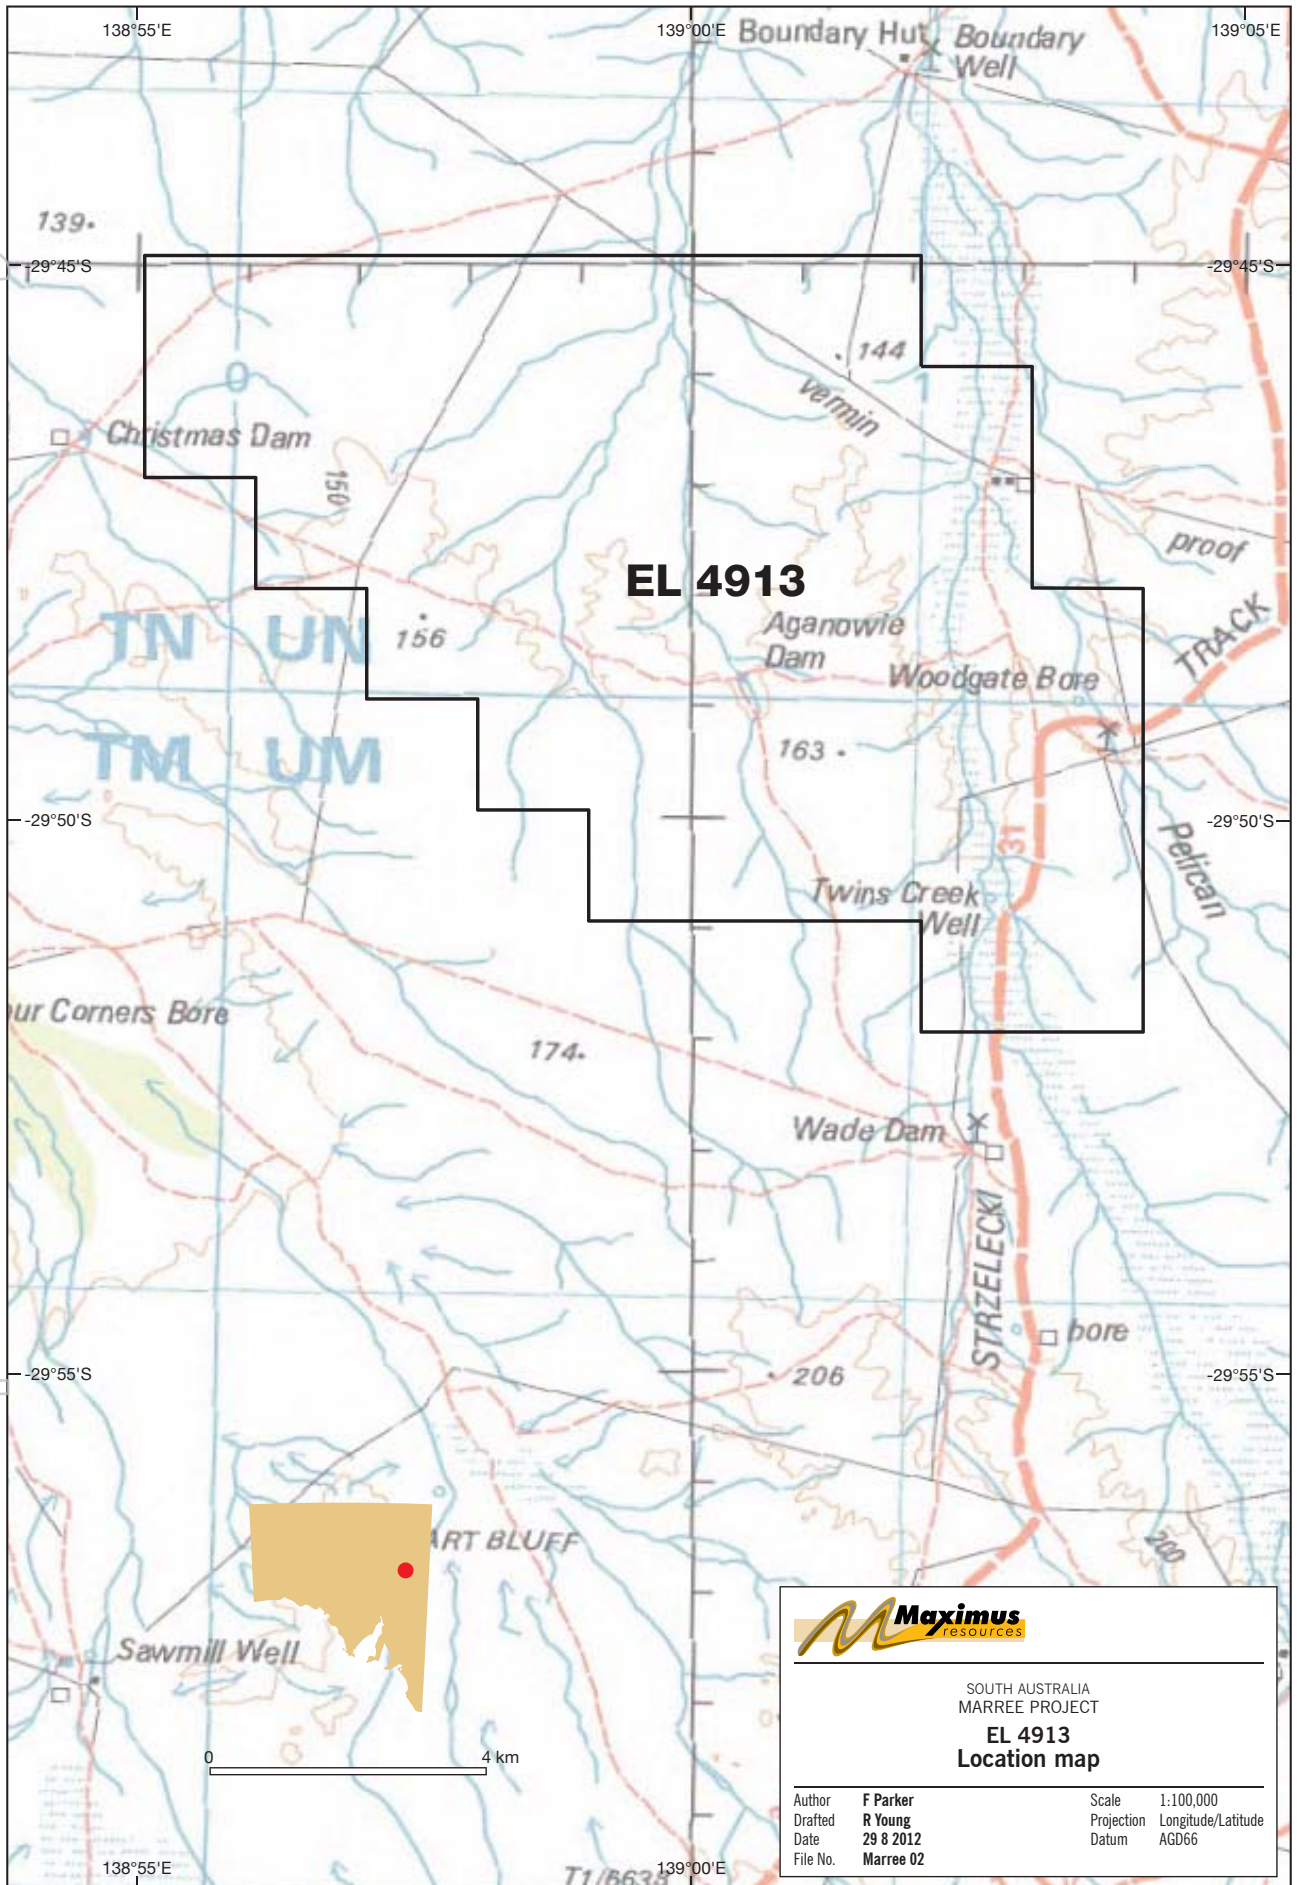 138°55'E
139°00'E
139°05'E
Boundary Hut
Boundary
Well
139
-29°45'S
-29°45'S
144
0
vermin
Christmas Dam
150
proof
EL 4913
TN UN
156
Aganowie
Dam
TRACK
Woodgate Bore
TM UM
163
-29°50'S
-29°50'S
31
Pelican
Twins Creek
Well
our Corners Bore
174
Wade Dam
STRZELECKI
bore
-29°55'S
-29°55'S
206
ART BLUFF
200
Sawmill Well
0 4 km
138°55'E
139°00'E
Maximus
resources
SOUTH AUSTRALIA
MARREE PROJECT
EL 4913
Location map
Author F Parker
Drafted R Young
Date 29 8 2012
File No. Marree 02
Scale 1:100,000
Projection Longitude/Latitude
Datum AGD66